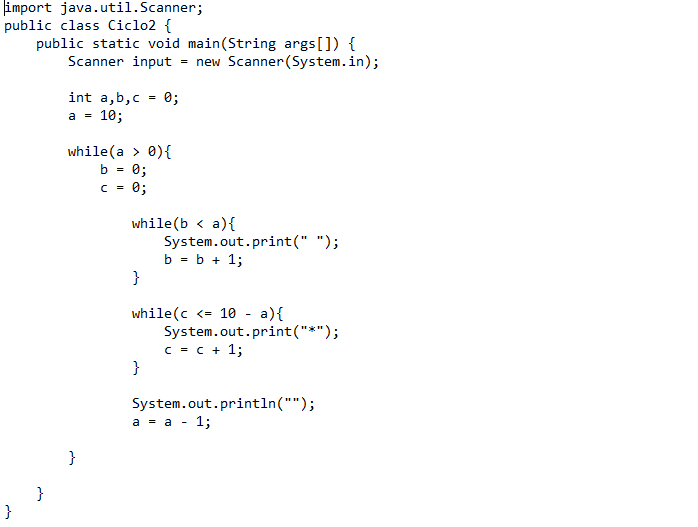 import java.util.Scanner;
public class Ciclo2 {
    public static void main(String args[]) {
        Scanner input = new Scanner(System.in);

        int a,b,c = 0;
        a = 10;

        while(a > 0){
            b = 0;
            c = 0;

                while(b < a){
                    System.out.print(" ");
                    b = b + 1;
                }

                while(c <= 10 - a){
                    System.out.print("*");
                    c = c + 1;
                }

                System.out.println("");
                a = a - 1;

        }

    }
}